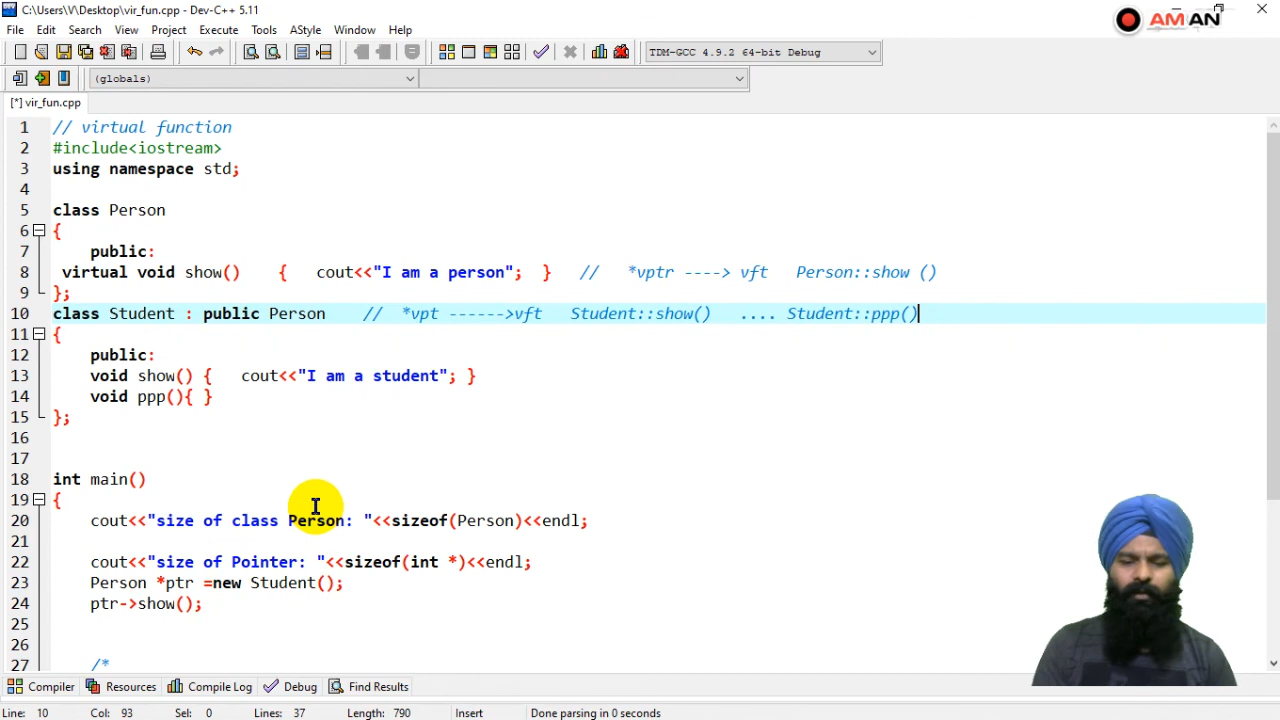 C:\Users\V\Desktop\vir_fun.cpp - Dev-C++ 5.11
AMAN
File Edit Search View Project Execute Tools AStyle Window Help
TDM-GCC 4.9.2 64-bit Debug
(globals)
[*] vir_fun.cpp
1 // virtual function
2 #include<iostream>
3 using namespace std;
4
5 class Person
6 {
7 public:
8 virtual void show() { cout<<"I am a person"; } // *vptr ----> vft Person::show ()
9 };
10 class Student : public Person // *vpt ------>vft Student::show() .... Student::ppp()
11 {
12 public:
13 void show() { cout<<"I am a student"; }
14 void ppp(){ }
15 };
16
17
18 int main()
19 {
20 cout<<"size of class Person: "<<sizeof(Person)<<endl;
21
22 cout<<"size of Pointer: "<<sizeof(int *)<<endl;
23 Person *ptr =new Student();
24 ptr->show();
25
26
27 /*
Compiler Resources Compile Log Debug Find Results
Line: 10 Col: 93 Sel: 0 Lines: 37 Length: 790 Insert Done parsing in 0 seconds